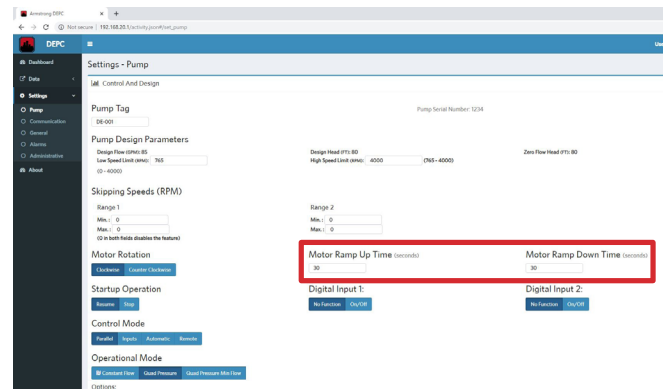 Armstrong DEPC
Not secure | 192.168.20.1/activity.json#/set_pump
DEPC
Use
Dashboard
Data
Settings
Pump
Communication
General
Alarms
Administrative
About
Settings - Pump
Control And Design
Pump Tag
Pump Serial Number: 1234
DE-001
Pump Design Parameters
Design Flow (GPM): 85
Design Head (FT): 80
Zero Flow Head (FT): 80
Low Speed Limit (RPM): 765
High Speed Limit (RPM): 4000 (765 - 4000)
(0 - 4000)
Skipping Speeds (RPM)
Range 1
Range 2
Min.: 0
Min.: 0
Max.: 0
Max.: 0
(0 in both fields disables the feature)
Motor Rotation
Motor Ramp Up Time (seconds)
Motor Ramp Down Time (seconds)
Clockwise Counter Clockwise
30
30
Startup Operation
Digital Input 1:
Digital Input 2:
Resume Stop
No Function On/Off
No Function On/Off
Control Mode
Parallel Inputs Automatic Remote
Operational Mode
Constant Flow Quad Pressure Quad Pressure Min Flow
Options: